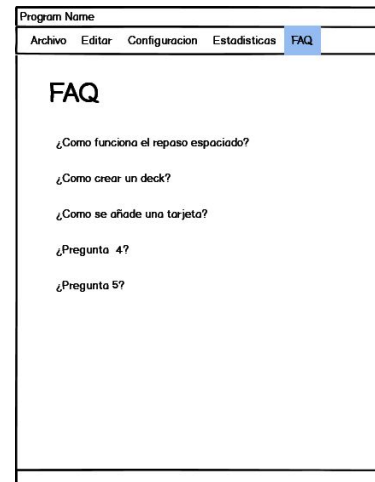 Program Name
Archivo Editar Configuracion Estadisticas FAQ
FAQ
¿Como funciona el repaso espaciado?
¿Como crear un deck?
¿Como se añade una tarjeta?
¿Pregunta 4?
¿Pregunta 5?